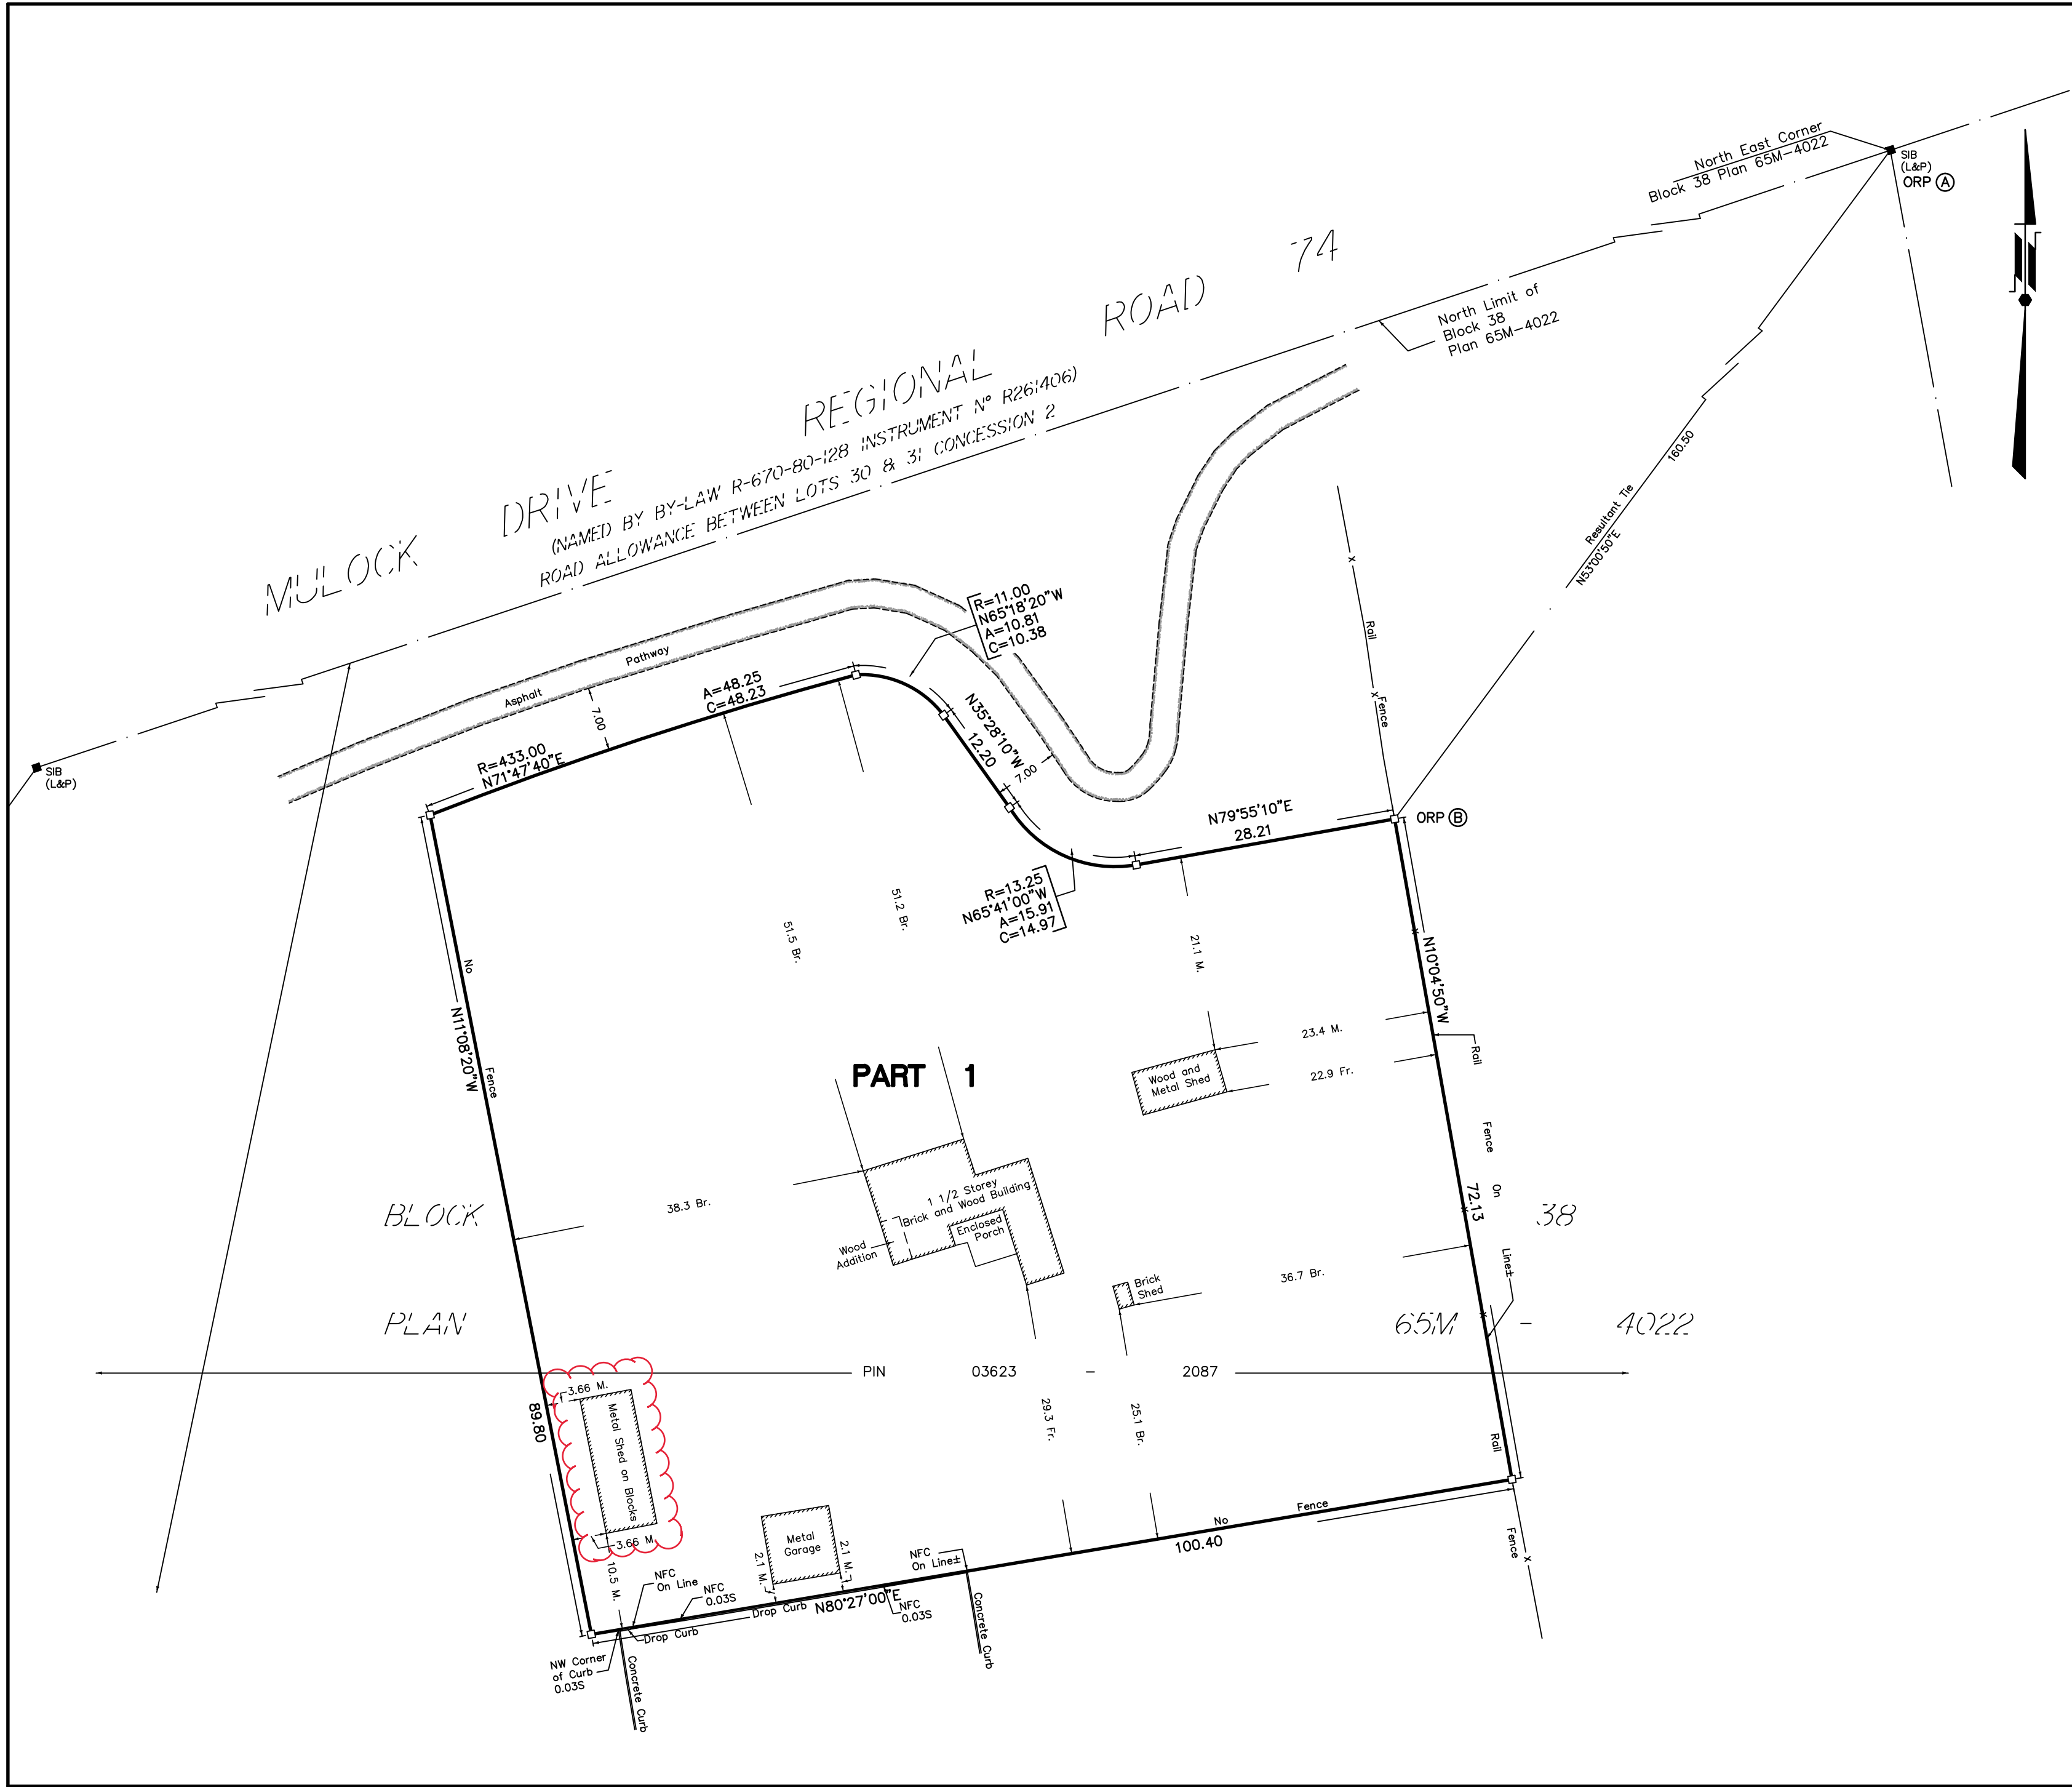 North East Corner
Block 38 Plan 65M-4022
SIB
(L&P)
ORP Ⓐ
N
MULOCK DRIVE REGIONAL ROAD 74
(NAMED BY BY-LAW R-670-80-128 INSTRUMENT Nº R261406)
ROAD ALLOWANCE BETWEEN LOTS 30 & 31 CONCESSION 2
North Limit of
Block 38
Plan 65M-4022
160.50
Resultant Tie
N53°00'50"E
SIB
(L&P)
Asphalt Pathway
7.00
R=433.00
N71°47'40"E
A=48.25
C=48.23
R=11.00
N65°18'20"W
A=10.81
C=10.38
N35°28'10"W
12.20
7.00
x
Rail
x
Fence
N79°55'10"E
28.21
ORP Ⓑ
R=13.25
N65°41'00"W
A=15.91
C=14.97
51.5 Br.
51.2 Br.
21.1 M.
No
Fence
N11°08'20"W
89.80
N10°04'50"W
72.13
Rail
Fence
On
Line±
Rail
Fence
x
23.4 M.
22.9 Fr.
Wood and
Metal Shed
PART 1
38.3 Br.
1 1/2 Storey
Brick and Wood Building
Enclosed
Porch
Wood
Addition
Brick
Shed
36.7 Br.
BLOCK 38
PLAN 65M - 4022
PIN 03623 - 2087
29.3 Fr.
25.1 Br.
3.66 M.
Metal Shed on Blocks
3.66 M.
10.5 M.
Metal
Garage
2.1 M.
2.1 M.
NFC
On Line
NFC
0.03S
NFC
On Line±
NFC
0.03S
Drop Curb
Drop Curb
N80°27'00"E
100.40
No
Fence
NW Corner
of Curb
0.03S
Concrete Curb
Concrete Curb